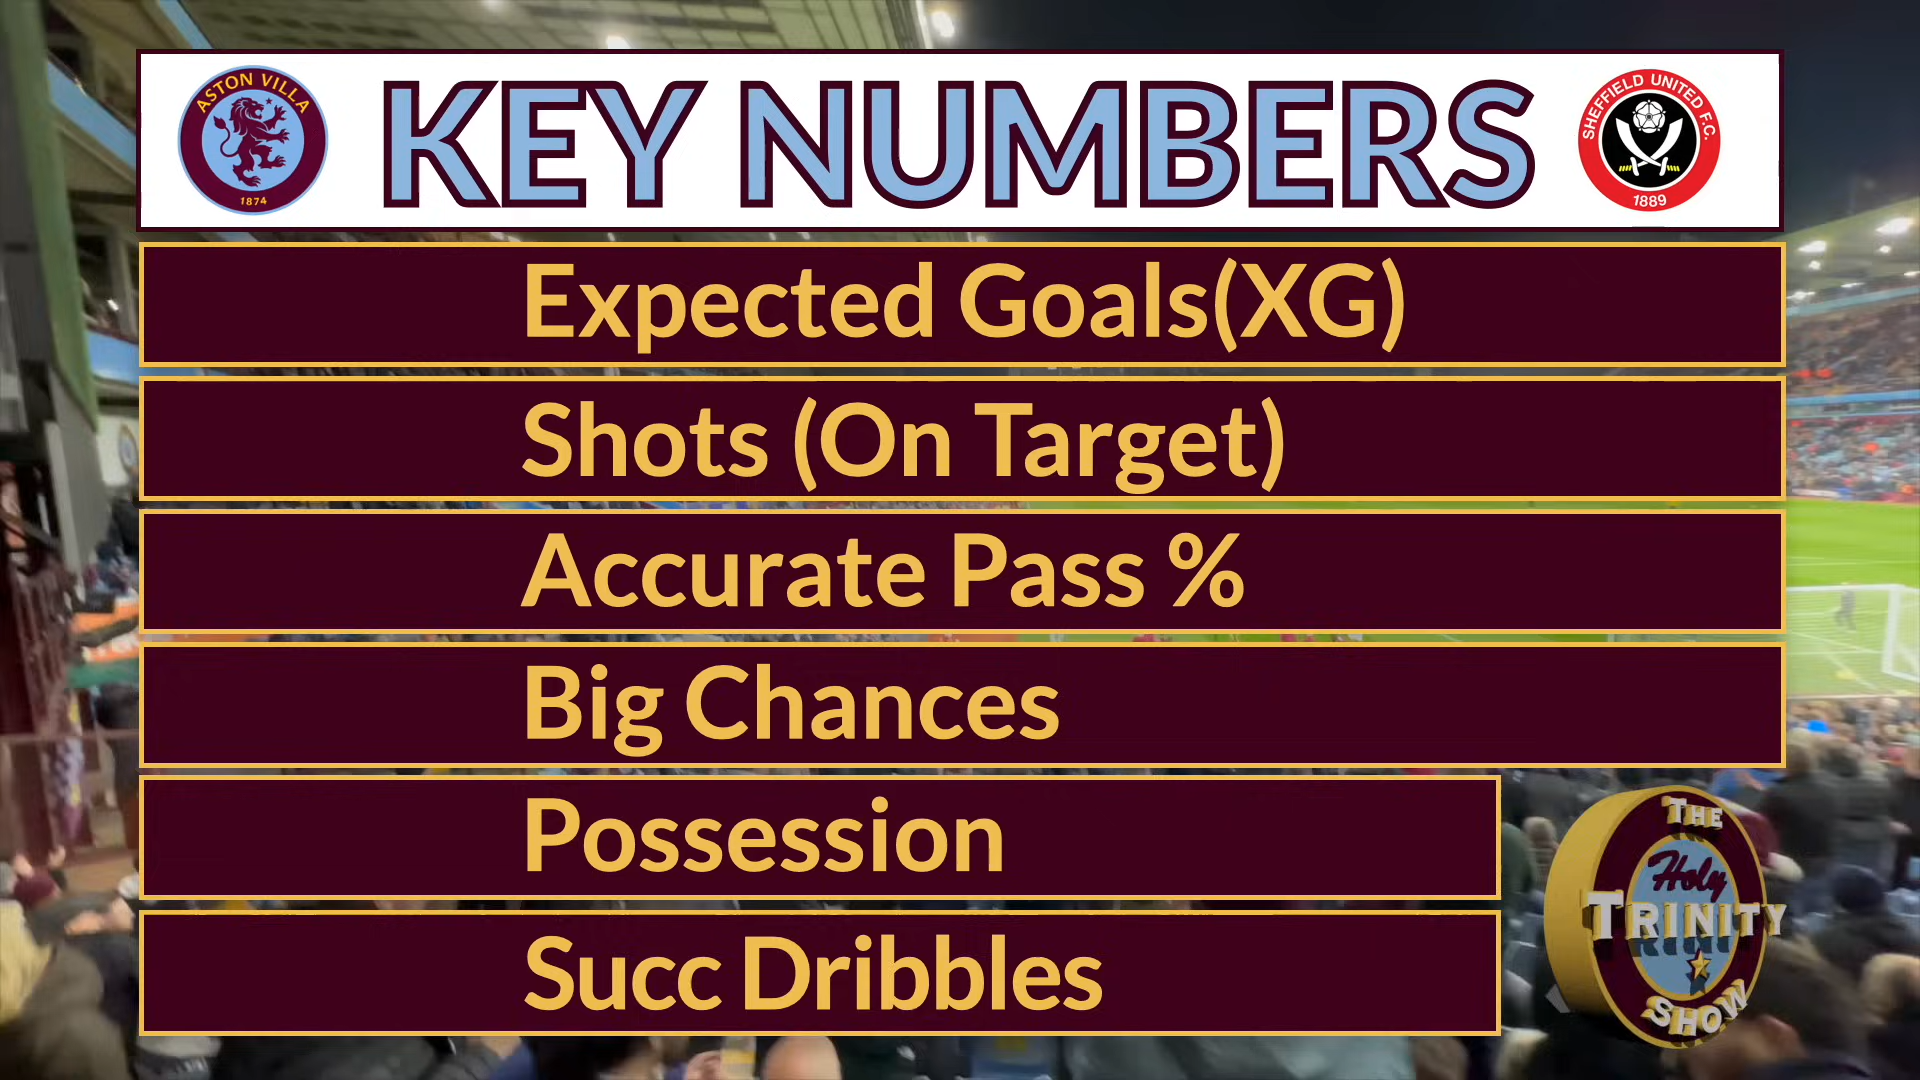 ASTON VILLA
1874
KEY NUMBERS
SHEFFIELD UNITED F.C.
1889
Expected Goals(XG)
Shots (On Target)
Accurate Pass %
Big Chances
Possession
Succ Dribbles
THE
Holy
TRINITY
SHOW